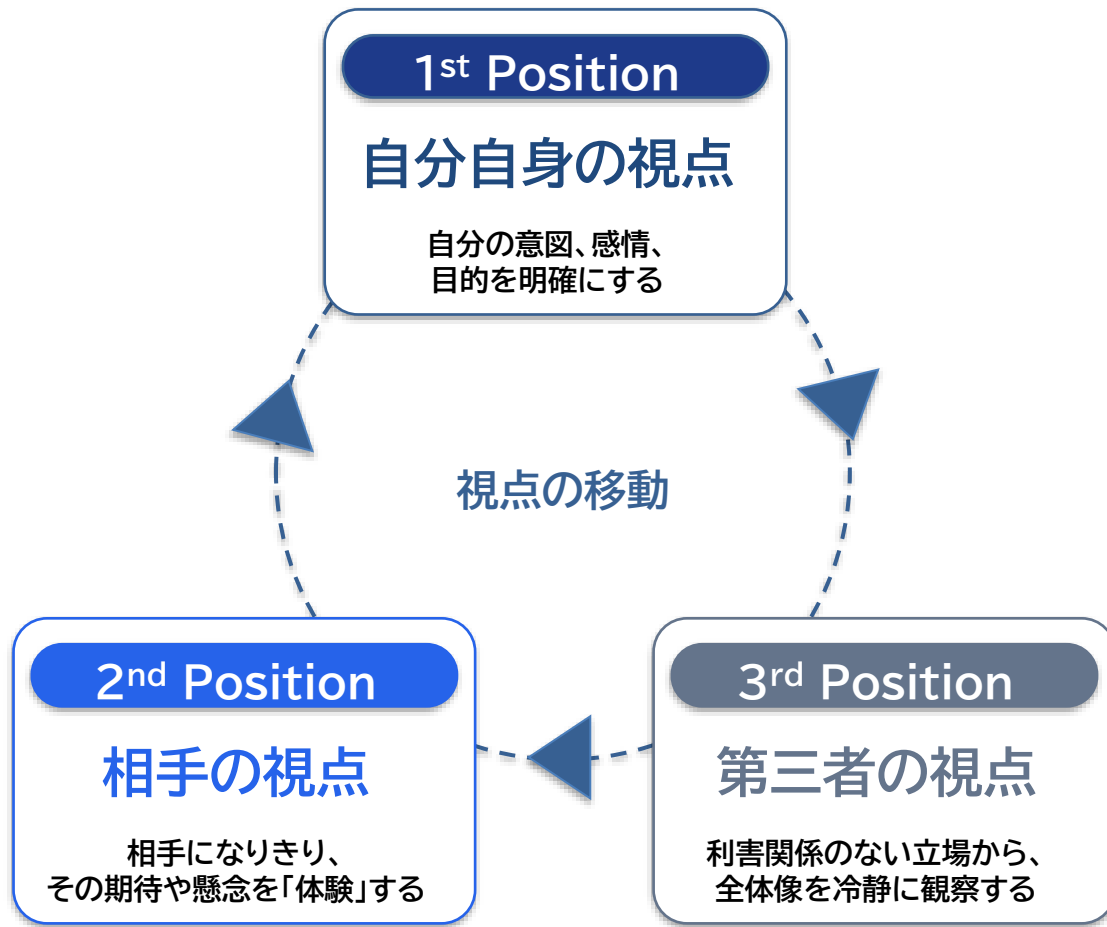 1st Position
自分自身の視点
自分の意図、感情、
目的を明確にする
視点の移動
2nd Position
相手の視点
相手になりきり、
その期待や懸念を「体験」する
3rd Position
第三者の視点
利害関係のない立場から、
全体像を冷静に観察する